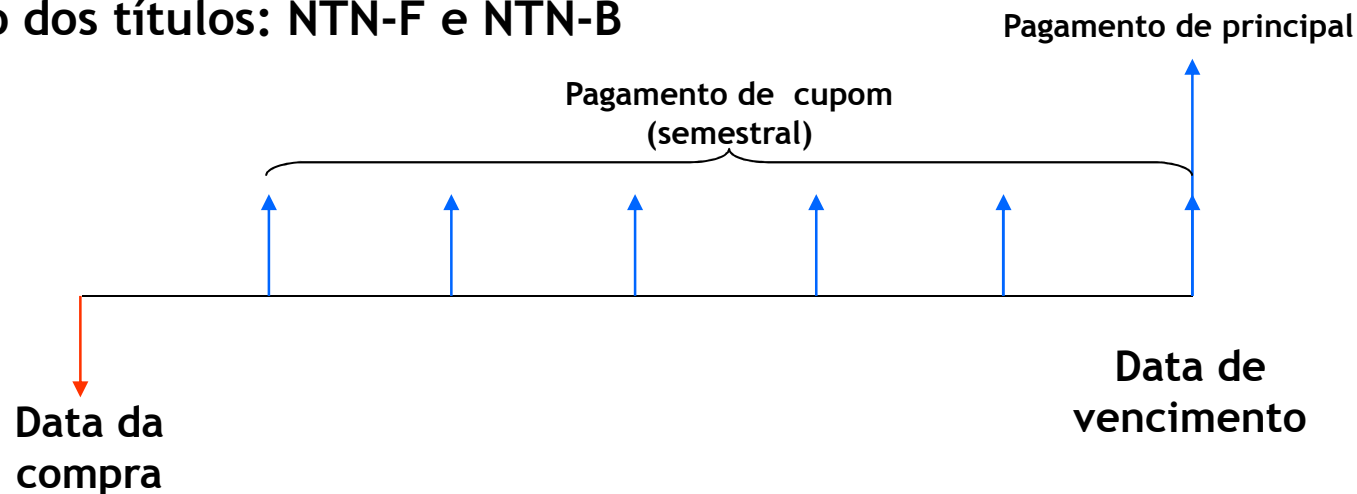 o dos títulos: NTN-F e NTN-B
Pagamento de principal
Pagamento de cupom
(semestral)
Data de
vencimento
Data da
compra